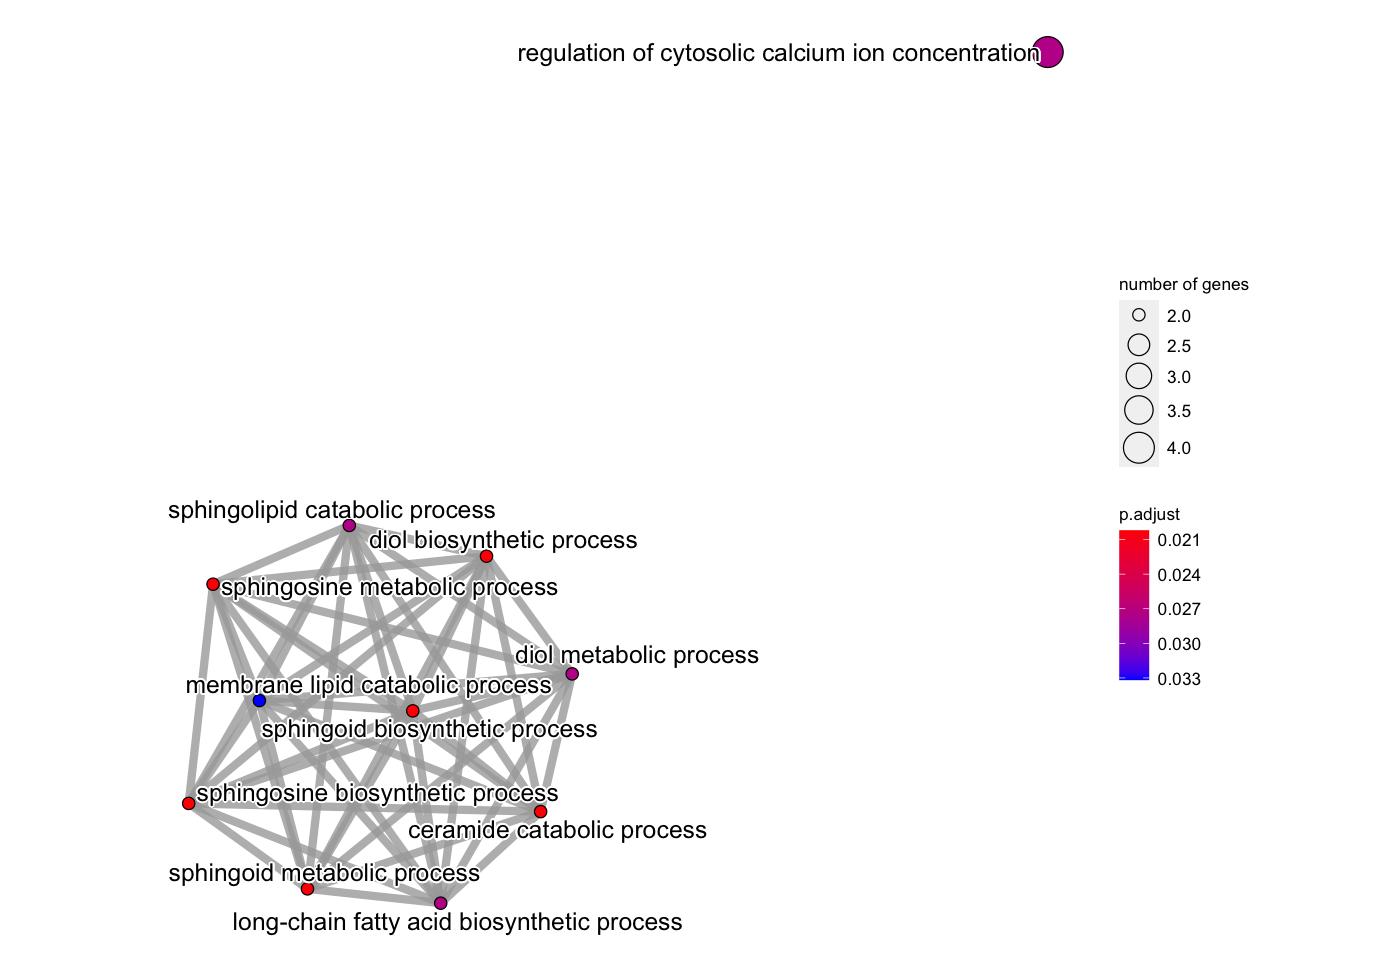 regulation of cytosolic calcium ion concentration
number of genes
2.0
2.5
3.0
3.5
4.0
sphingolipid catabolic process
p.adjust
diol biosynthetic process
0.021
0.024
sphingosine metabolic process
0.027
0.030
diol metabolic process
0.033
membrane lipid catabolic process
sphingoid biosynthetic process
sphingosine biosynthetic process
ceramide catabolic process
sphingoid metabolic process
long-chain fatty acid biosynthetic process